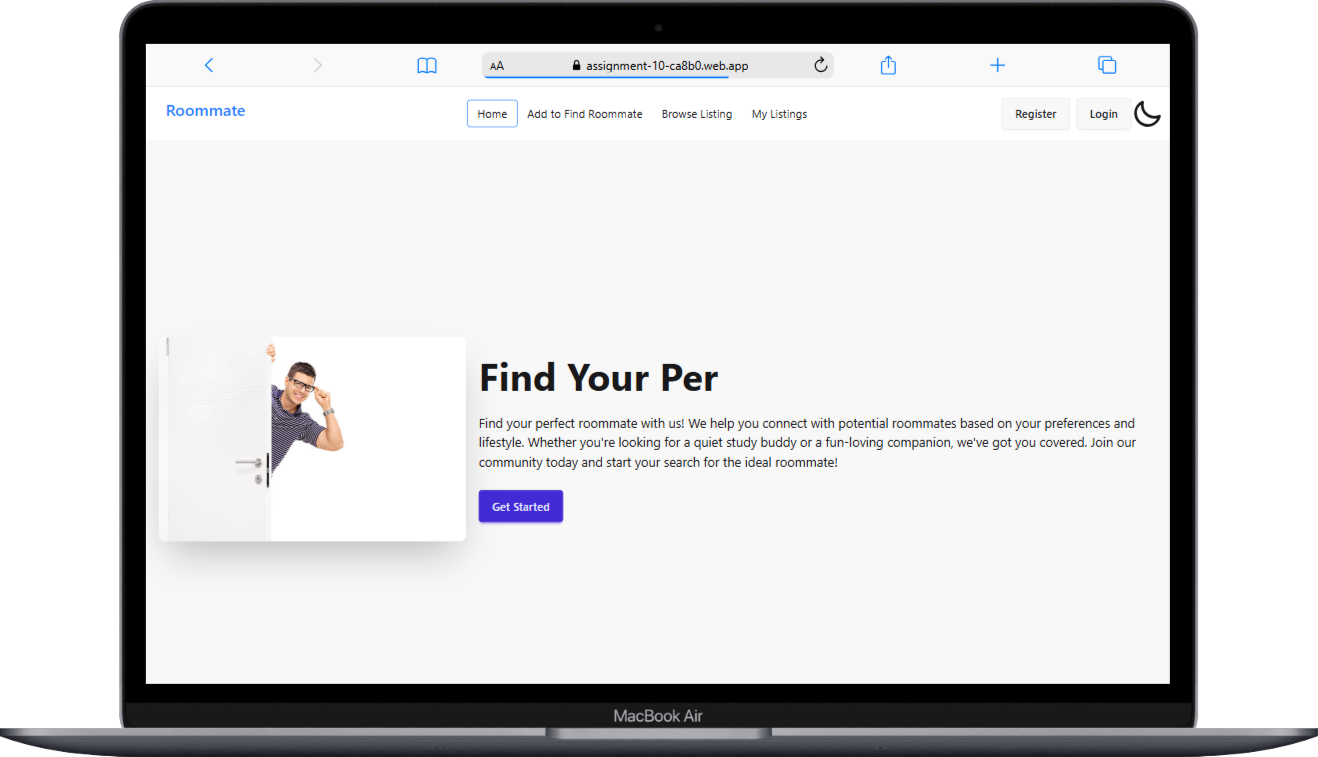 AA assignment-10-ca8b0.web.app
Roommate Home Add to Find Roommate Browse Listing My Listings Register Login
Find Your Per
Find your perfect roommate with us! We help you connect with potential roommates based on your preferences and
lifestyle. Whether you're looking for a quiet study buddy or a fun-loving companion, we've got you covered. Join our
community today and start your search for the ideal roommate!
Get Started
MacBook Air